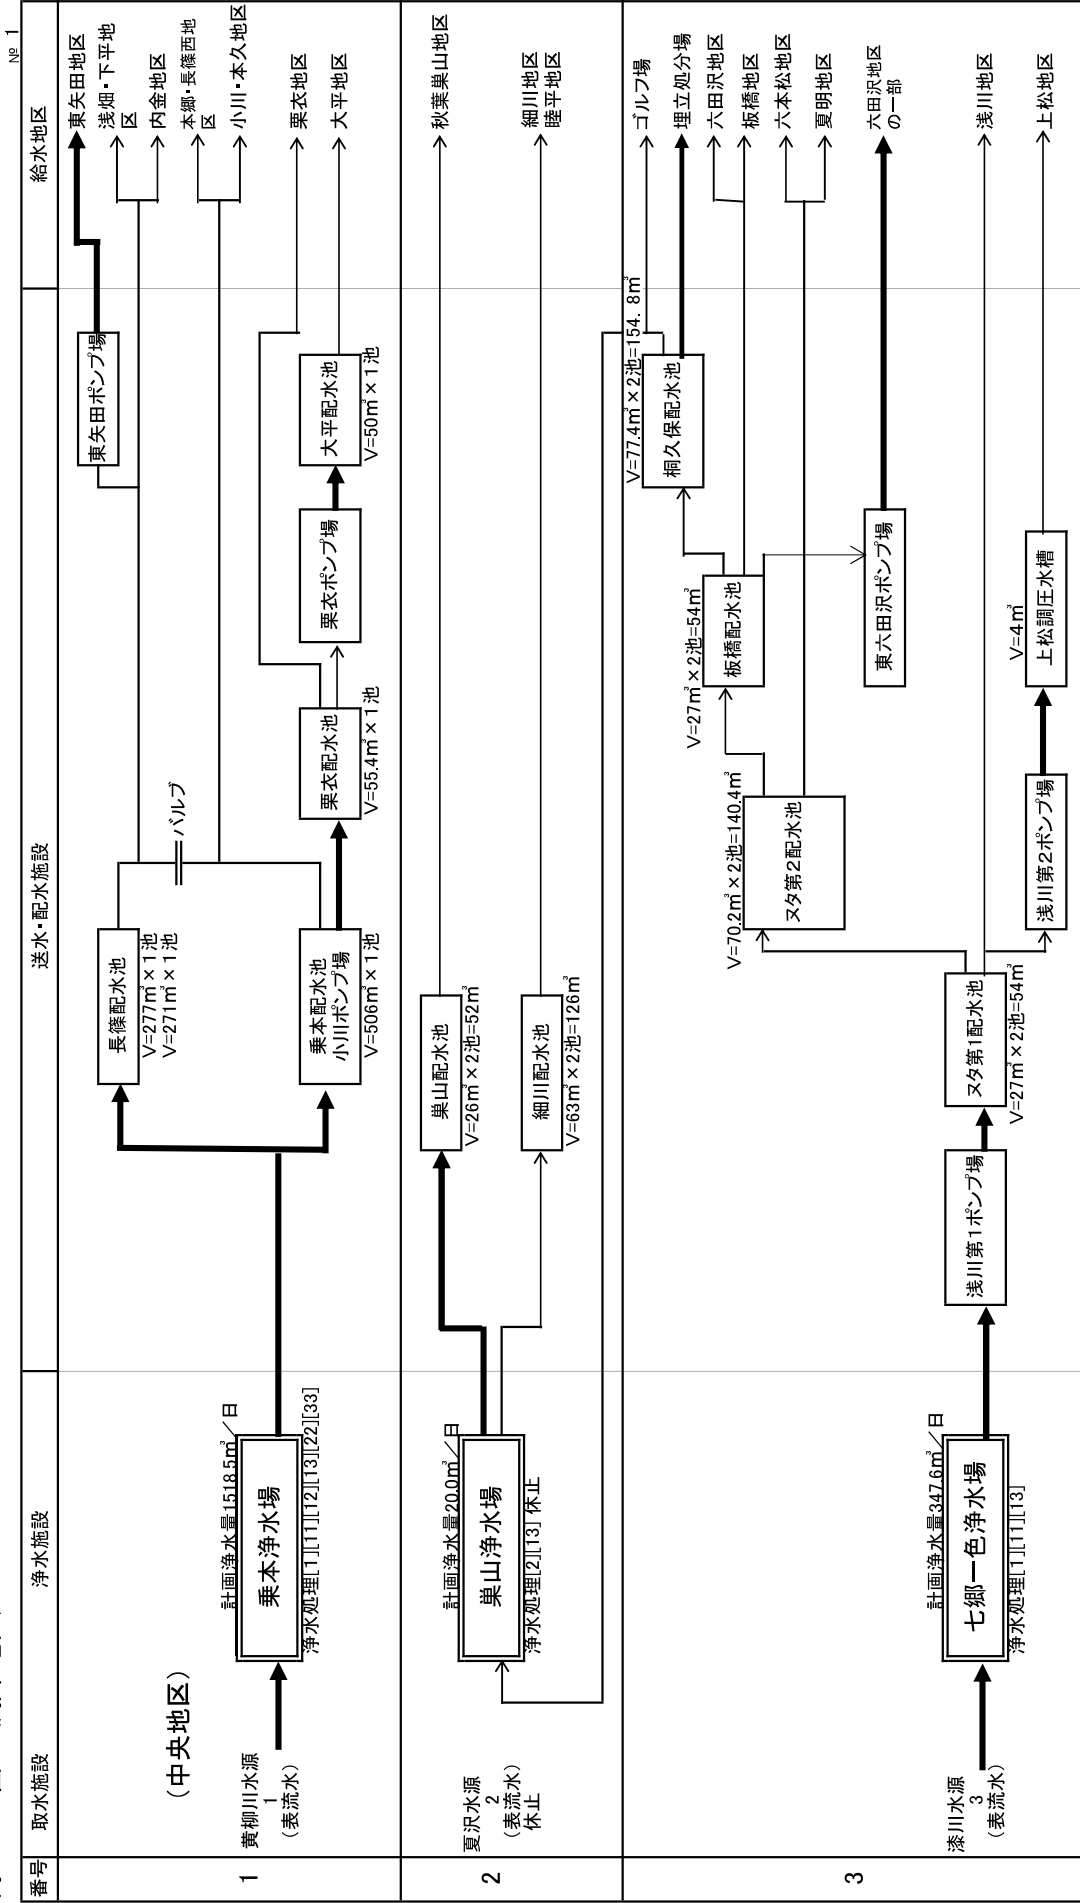 № 1
番号
取水施設
浄水施設
送水・配水施設
給水地区
1
(中央地区)
黄柳川水源
1
(表流水)
計画浄水量1518.5㎥/日
乗本浄水場
浄水処理[1][11][12][13][22][33]
長篠配水池
V=277㎥×1池
V=271㎥×1池
バルブ
乗本配水池
小川ポンプ場
V=506㎥×1池
栗衣配水池
V=55.4㎥×1池
栗衣ポンプ場
大平配水池
V=50㎥×1池
東矢田ポンプ場
東矢田地区
浅畑・下平地
区
内金地区
本郷・長篠西地
区
小川・本久地区
栗衣地区
大平地区
2
夏沢水源
2
(表流水)
休止
計画浄水量20.0㎥/日
巣山浄水場
浄水処理[2][13] 休止
巣山配水池
V=26㎥×2池=52㎥
細川配水池
V=63㎥×2池=126㎥
秋葉巣山地区
細川地区
睦平地区
3
漆川水源
3
(表流水)
計画浄水量347.6㎥/日
七郷一色浄水場
浄水処理[1][11][13]
浅川第1ポンプ場
ヌタ第1配水池
V=27㎥×2池=54㎥
V=70.2㎥×2池=140.4㎥
ヌタ第2配水池
V=27㎥×2池=54㎥
板橋配水池
V=77.4㎥×2池=154.8㎥
桐久保配水池
東六田沢ポンプ場
浅川第2ポンプ場
V=4㎥
上松調圧水槽
ゴルフ場
埋立処分場
六田沢地区
板橋地区
六本松地区
夏明地区
六田沢地区
の一部
浅川地区
上松地区